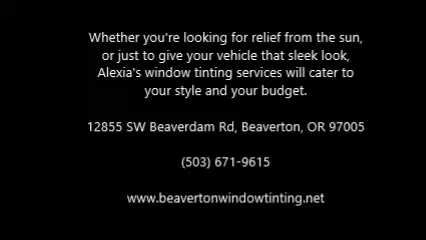 Whether you're looking for relief from the sun,
or just to give your vehicle that sleek look,
Alexia's window tinting services will cater to
your style and your budget.
12855 SW Beaverdam Rd, Beaverton, OR 97005
(503) 671-9615
www.beavertonwindowtinting.net